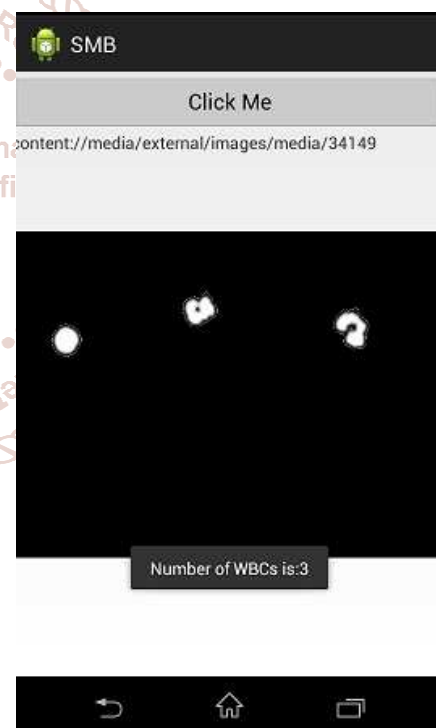 SMB
Click Me
content://media/external/images/media/34149
Number of WBCs is:3